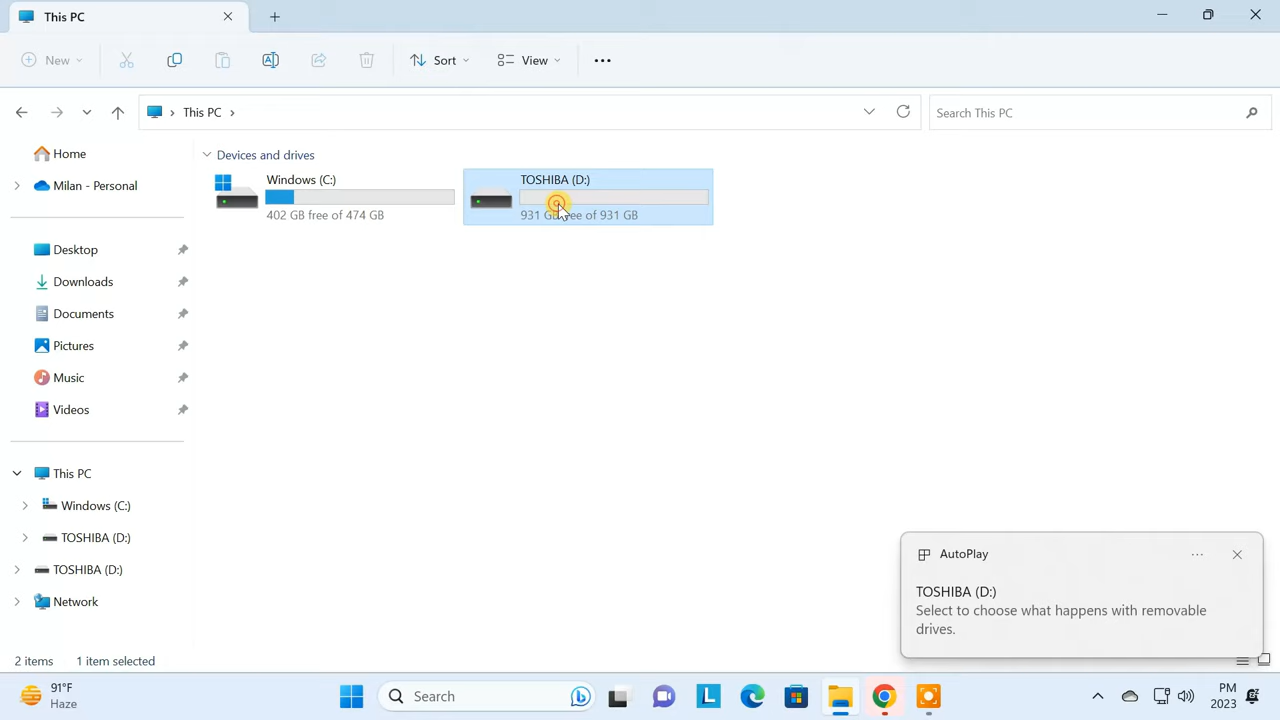 This PC
New
Sort
View
This PC
Search This PC
Home
Milan - Personal
Desktop
Downloads
Documents
Pictures
Music
Videos
This PC
Windows (C:)
TOSHIBA (D:)
TOSHIBA (D:)
Network
Devices and drives
Windows (C:)
402 GB free of 474 GB
TOSHIBA (D:)
931 GB free of 931 GB
AutoPlay
TOSHIBA (D:)
Select to choose what happens with removable
drives.
2 items 1 item selected
91°F
Haze
Search
L
PM
2023